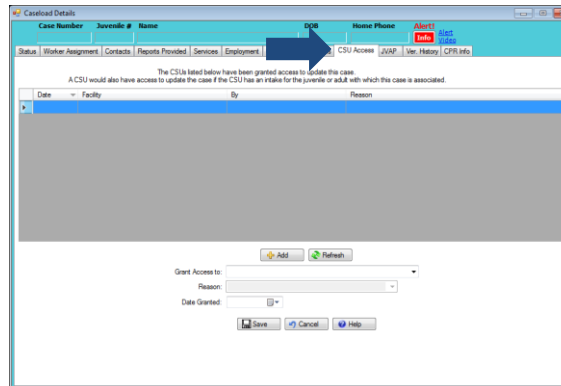 Caseload Details
Case Number Juvenile # Name DOB Home Phone Alert!
Info Alert Video
Status Worker Assignment Contacts Reports Provided Services Employment CSU Access JVAP Ver. History CPR Info
The CSUs listed below have been granted access to update this case.
A CSU would also have access to update the case if the CSU has an intake for the juvenile or adult with which this case is associated.
Date Facility By Reason
Add Refresh
Grant Access to:
Reason:
Date Granted:
Save Cancel Help